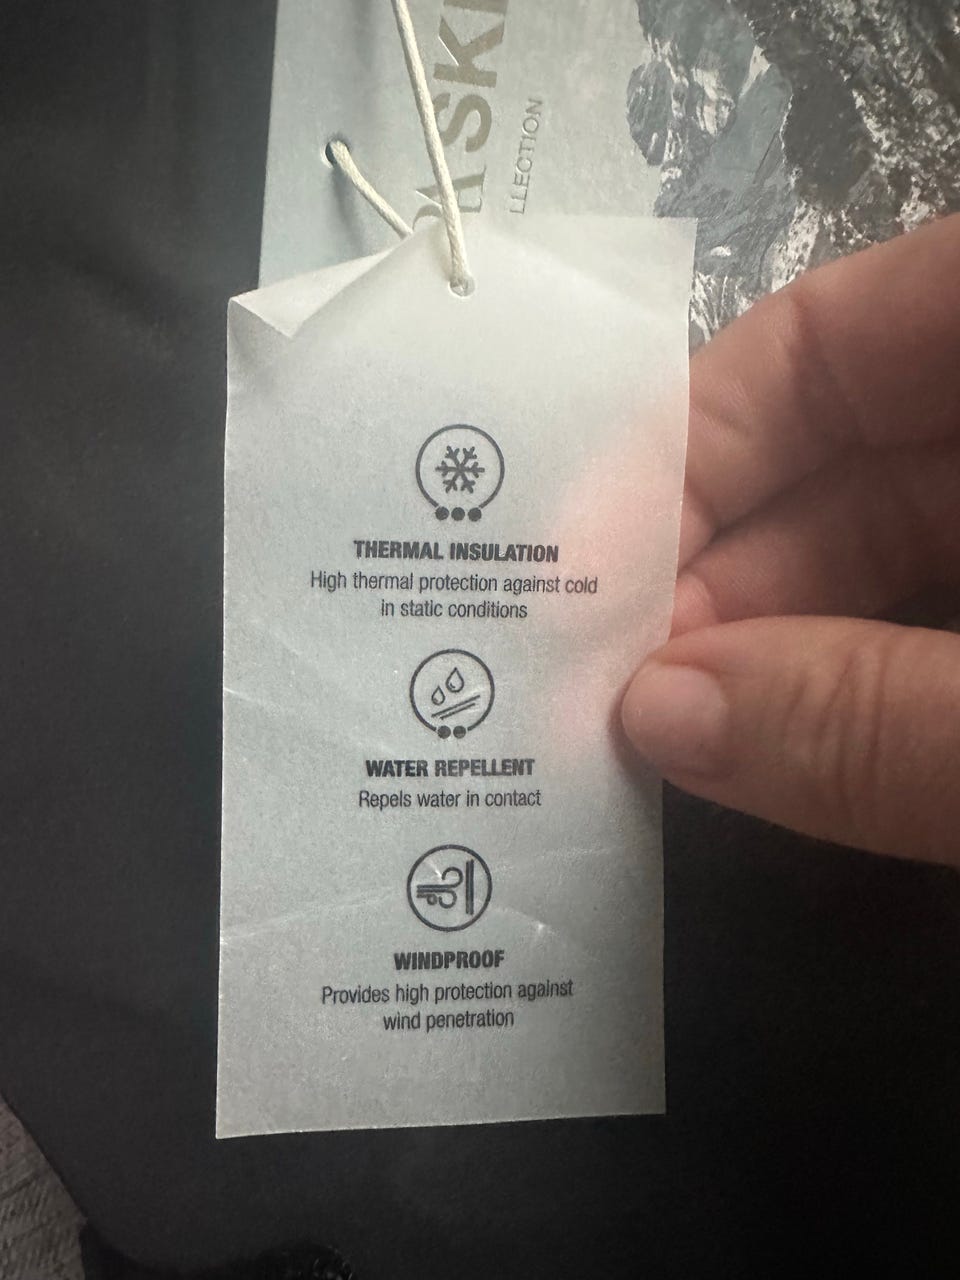 SKI
LLECTION
THERMAL INSULATION
High thermal protection against cold
in static conditions
WATER REPELLENT
Repels water in contact
WINDPROOF
Provides high protection against
wind penetration